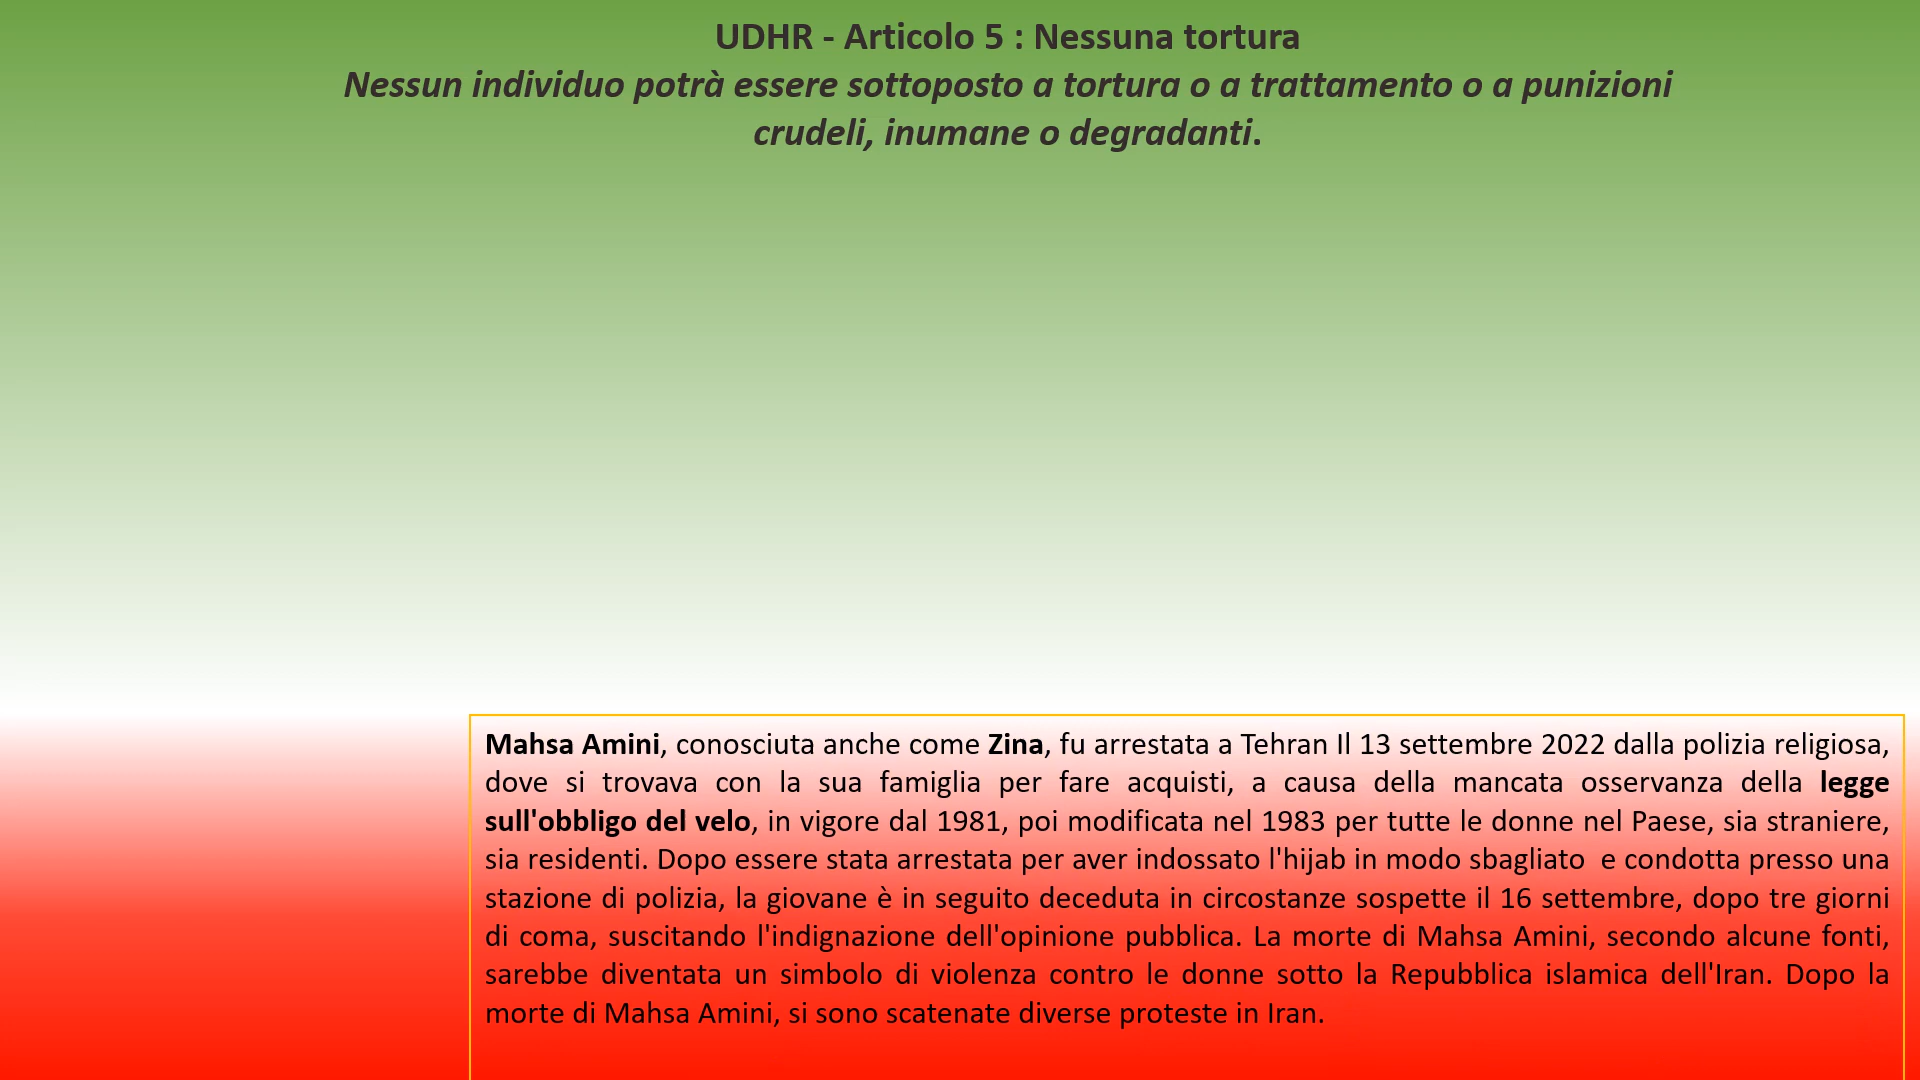 UDHR - Articolo 5 : Nessuna tortura
Nessun individuo potrà essere sottoposto a tortura o a trattamento o a punizioni
crudeli, inumane o degradanti.
Mahsa Amini, conosciuta anche come Zina, fu arrestata a Tehran Il 13 settembre 2022 dalla polizia religiosa,
dove si trovava con la sua famiglia per fare acquisti, a causa della mancata osservanza della legge
sull'obbligo del velo, in vigore dal 1981, poi modificata nel 1983 per tutte le donne nel Paese, sia straniere,
sia residenti. Dopo essere stata arrestata per aver indossato l'hijab in modo sbagliato  e condotta presso una
stazione di polizia, la giovane è in seguito deceduta in circostanze sospette il 16 settembre, dopo tre giorni
di coma, suscitando l'indignazione dell'opinione pubblica. La morte di Mahsa Amini, secondo alcune fonti,
sarebbe diventata un simbolo di violenza contro le donne sotto la Repubblica islamica dell'Iran. Dopo la
morte di Mahsa Amini, si sono scatenate diverse proteste in Iran.